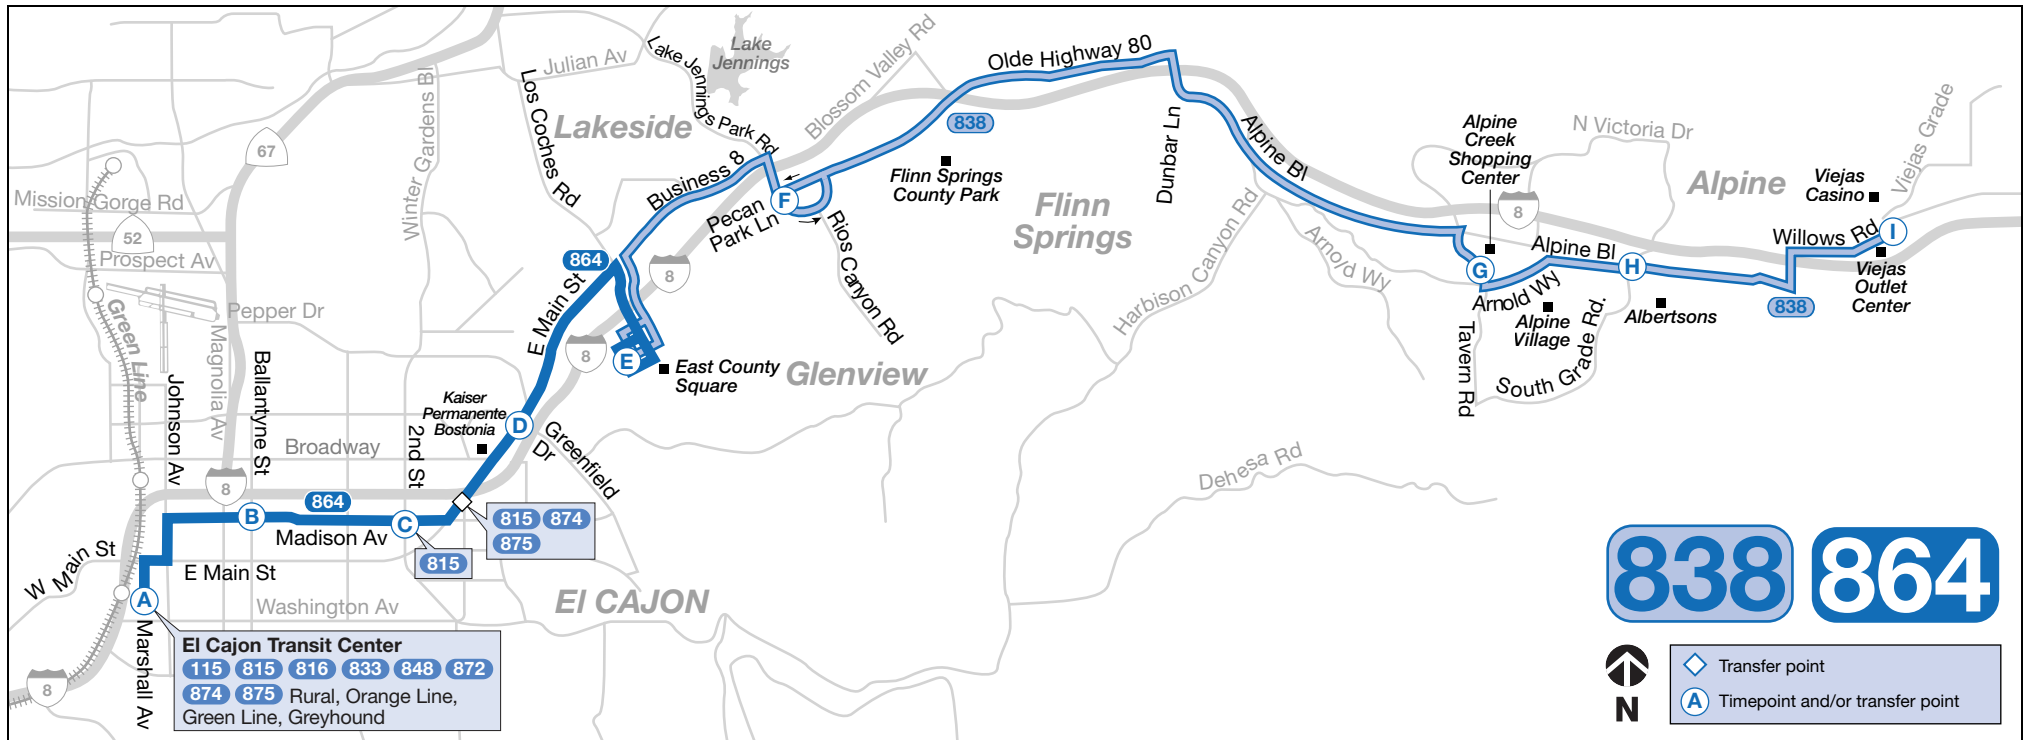 Olde Highway 80
Lake
Jennings
Julian Av
Lake Jennings Park Rd
Blossom Valley Rd
Los Coches Rd
Lakeside
Winter Gardens Bl
67
838
Dunbar Ln
Alpine Bl
Alpine
Creek
Shopping
Center
N Victoria Dr
Viejas Grade
Alpine
Viejas
Casino
Flinn Springs
County Park
Business 8
Mission Gorge Rd
52
Prospect Av
F
Pecan
Park Ln
Rios Canyon Rd
Flinn
Springs
8
Harbison Canyon Rd
Arnold Wy
Willows Rd
I
Alpine Bl
G
H
864
8
E Main St
Green Line
Pepper Dr
Magnolia Av
Arnold Wy
Viejas
Outlet
Center
838
Alpine
Village
Albertsons
South Grade Rd.
Tavern Rd
8
E
East County
Square
Glenview
Johnson Av
Ballantyne St
Kaiser
Permanente
Bostonia
D
Greenfield
Dr
2nd St
Broadway
Dehesa Rd
8
864
B
C
Madison Av
815 874
875
815
W Main St
E Main St
A
Washington Av
El CAJON
Marshall Av
8
El Cajon Transit Center
115 815 816 833 848 872
874 875 Rural, Orange Line,
Green Line, Greyhound
838 864
N
Transfer point
A Timepoint and/or transfer point